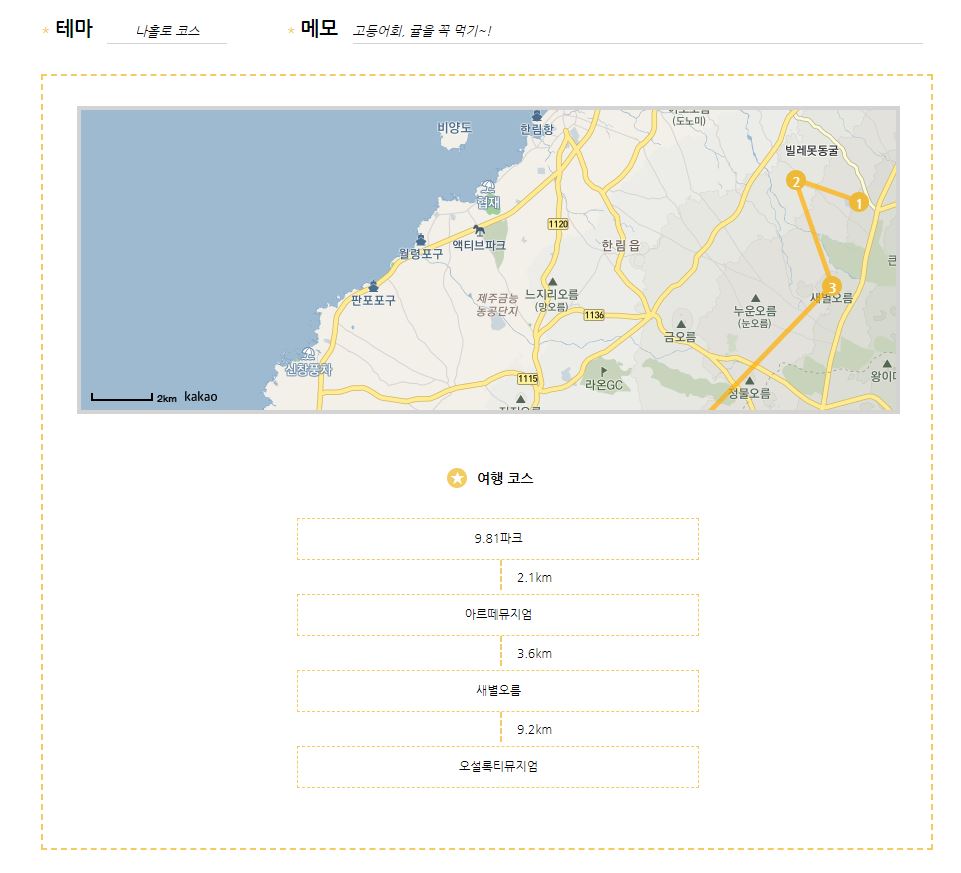 * 테마 나홀로 코스 * 메모 고등어회, 귤을 꼭 먹기~!
(도노미)
비양도
한림항
빌레못동굴
2
1
협재
1120
월령포구
액티브파크
한림읍
큰
3
새별오름
판포포구
제주금능
농공단지
느지리오름
(망오름)
1136
누운오름
(눈오름)
금오름
신창풍차
1115
라온GC
왕이
정물오름
2km kakao
여행 코스
9.81파크
2.1km
아르떼뮤지엄
3.6km
새별오름
9.2km
오설록티뮤지엄